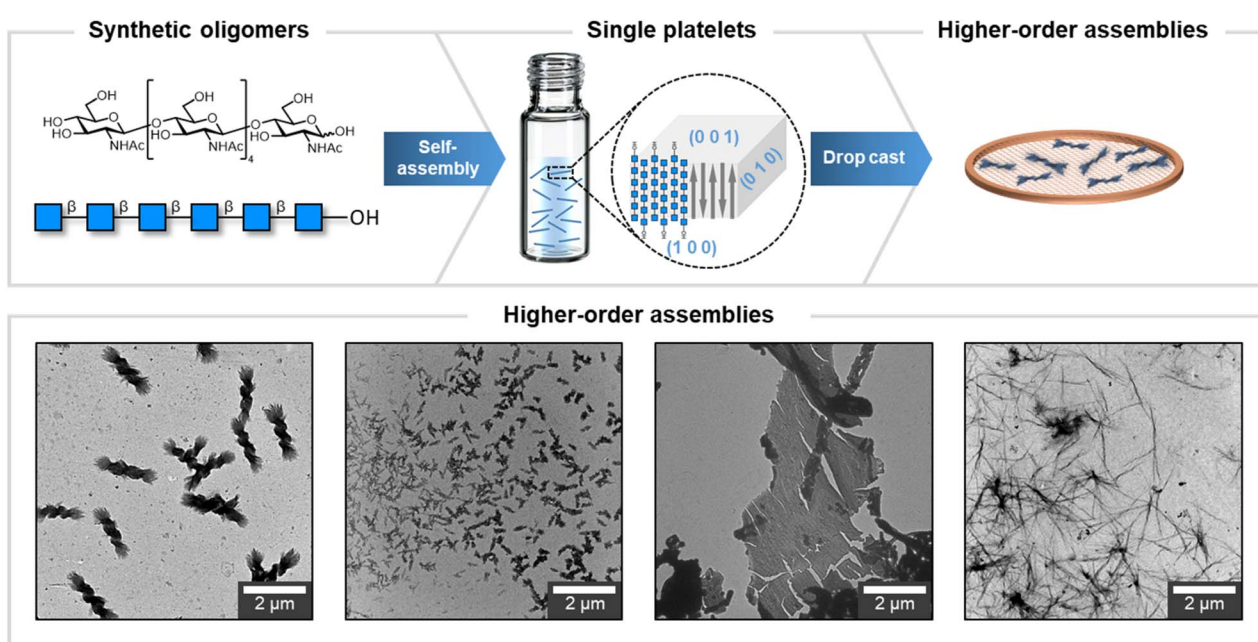 Synthetic oligomers
Single platelets
Higher-order assemblies
OH
OH
OH
HO
HO
NHAc
O
HO
NHAc
O
4
HO
NHAc
OH
Self-
assembly
(0 0 1)
(0 1 0)
(1 0 0)
Drop cast
β β β β β
OH
Higher-order assemblies
2 µm
2 µm
2 µm
2 µm